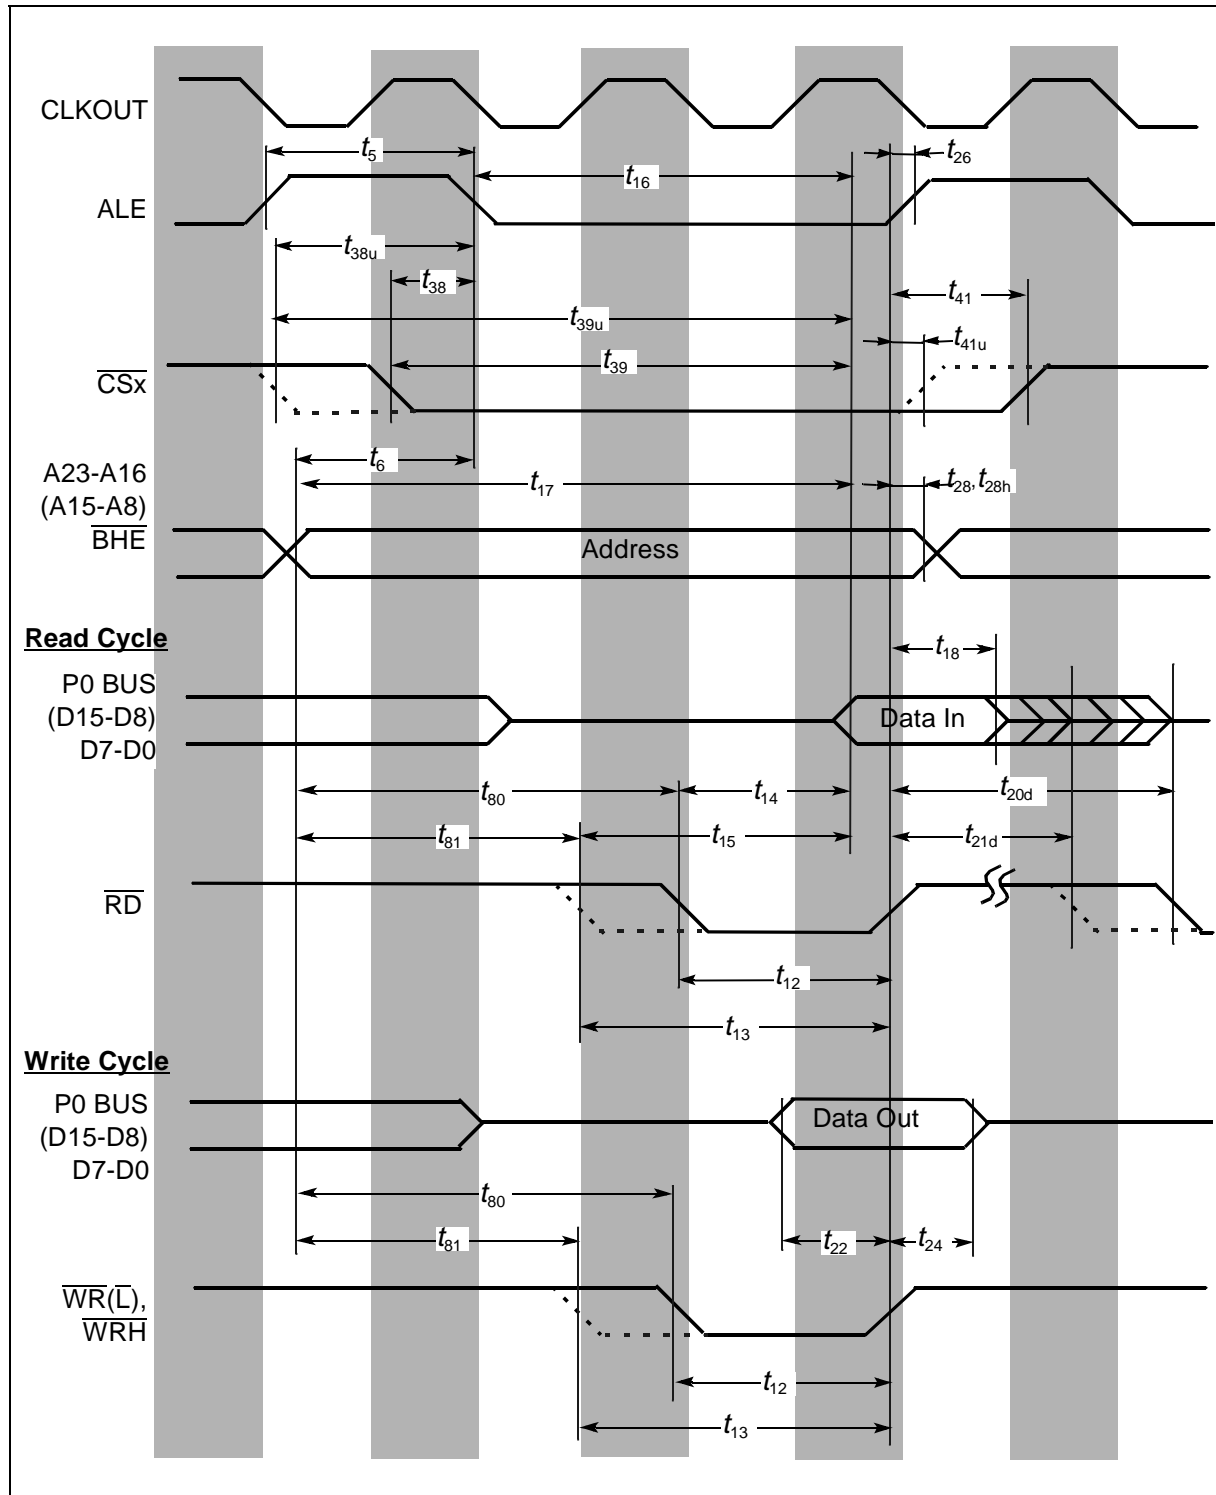 CLKOUT
t5
t26
t16
ALE
t38u
t38
t41
t39u
t41u
CSx
t39
t6
A23-A16
t17
t28, t28h
(A15-A8)
BHE
Address
Read Cycle
t18
P0 BUS
(D15-D8)
Data In
D7-D0
t80
t14
t20d
t81
t15
t21d
RD
t12
t13
Write Cycle
P0 BUS
(D15-D8)
Data Out
D7-D0
t80
t81
t22
t24
WR(L),
WRH
t12
t13